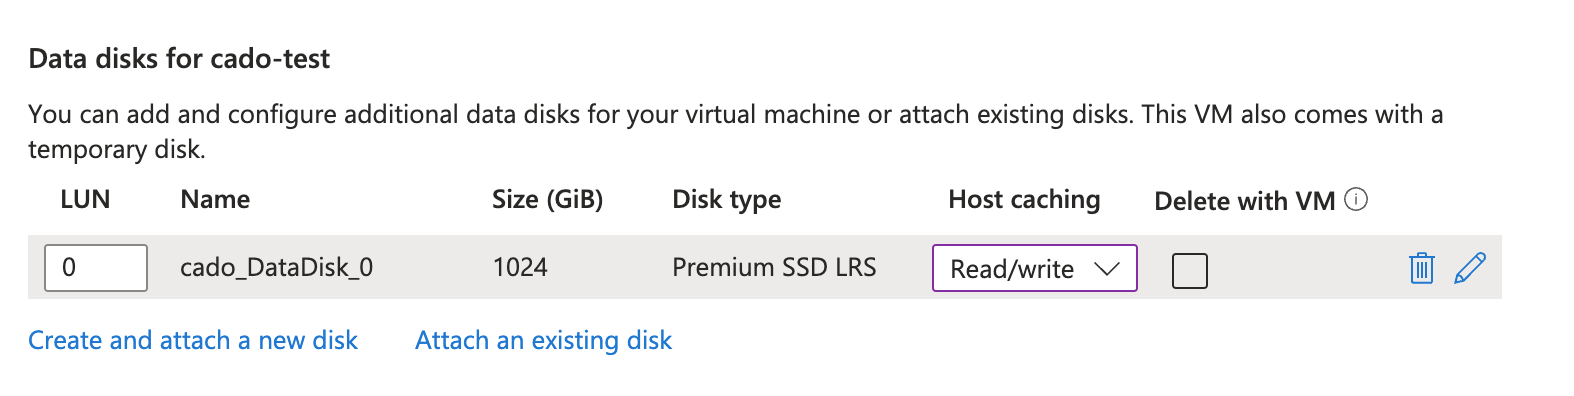 Data disks for cado-test
You can add and configure additional data disks for your virtual machine or attach existing disks. This VM also comes with a
temporary disk.
LUN Name Size (GiB) Disk type Host caching Delete with VM
0 cado_DataDisk_0 1024 Premium SSD LRS Read/write
Create and attach a new disk Attach an existing disk